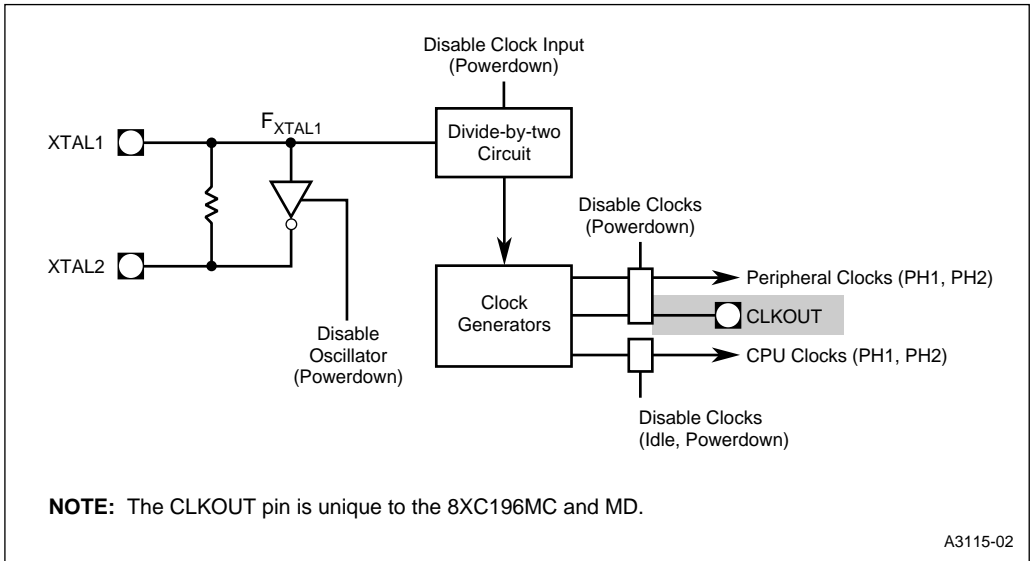 Disable Clock Input
(Powerdown)
FXTAL1
XTAL1
Divide-by-two
Circuit
Disable Clocks
(Powerdown)
XTAL2
Peripheral Clocks (PH1, PH2)
Clock
Generators
CLKOUT
Disable
Oscillator
(Powerdown)
CPU Clocks (PH1, PH2)
Disable Clocks
(Idle, Powerdown)
NOTE: The CLKOUT pin is unique to the 8XC196MC and MD.
A3115-02